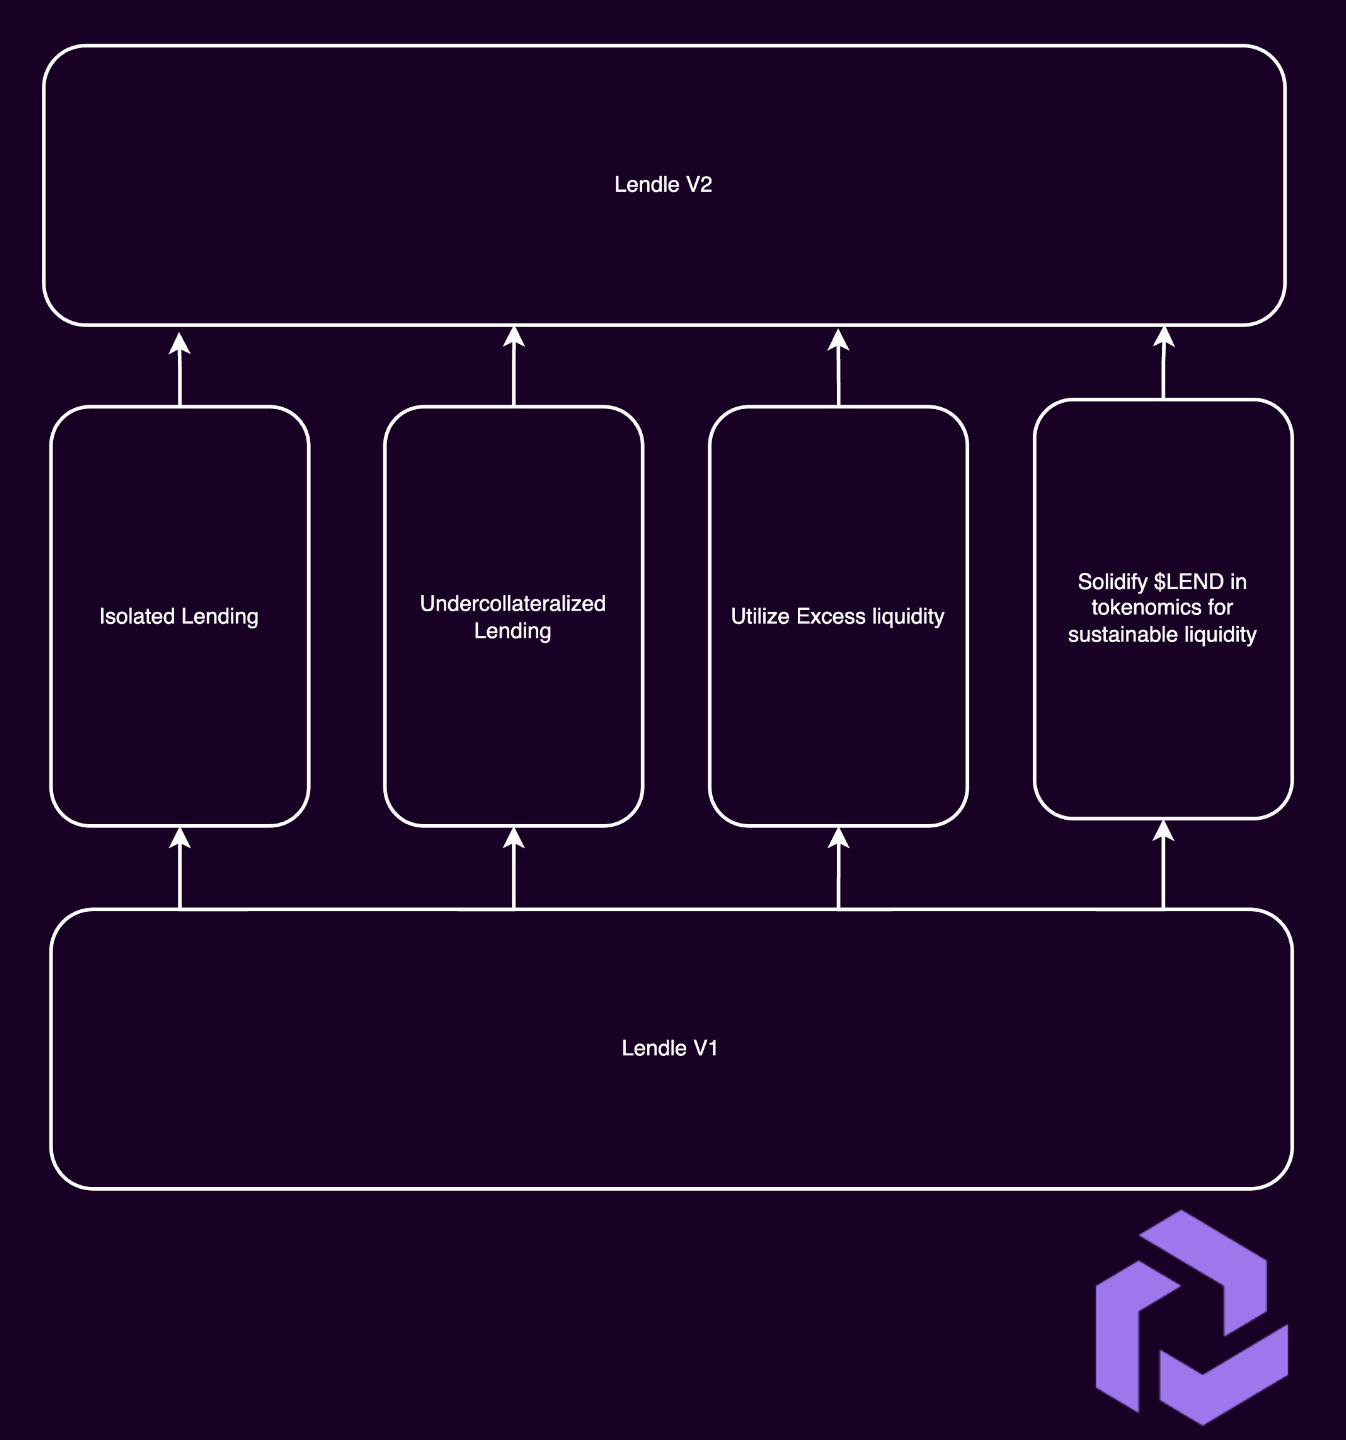 Lendle V2
Isolated Lending
Undercollateralized
Lending
Utilize Excess liquidity
Solidify $LEND in
tokenomics for
sustainable liquidity
Lendle V1